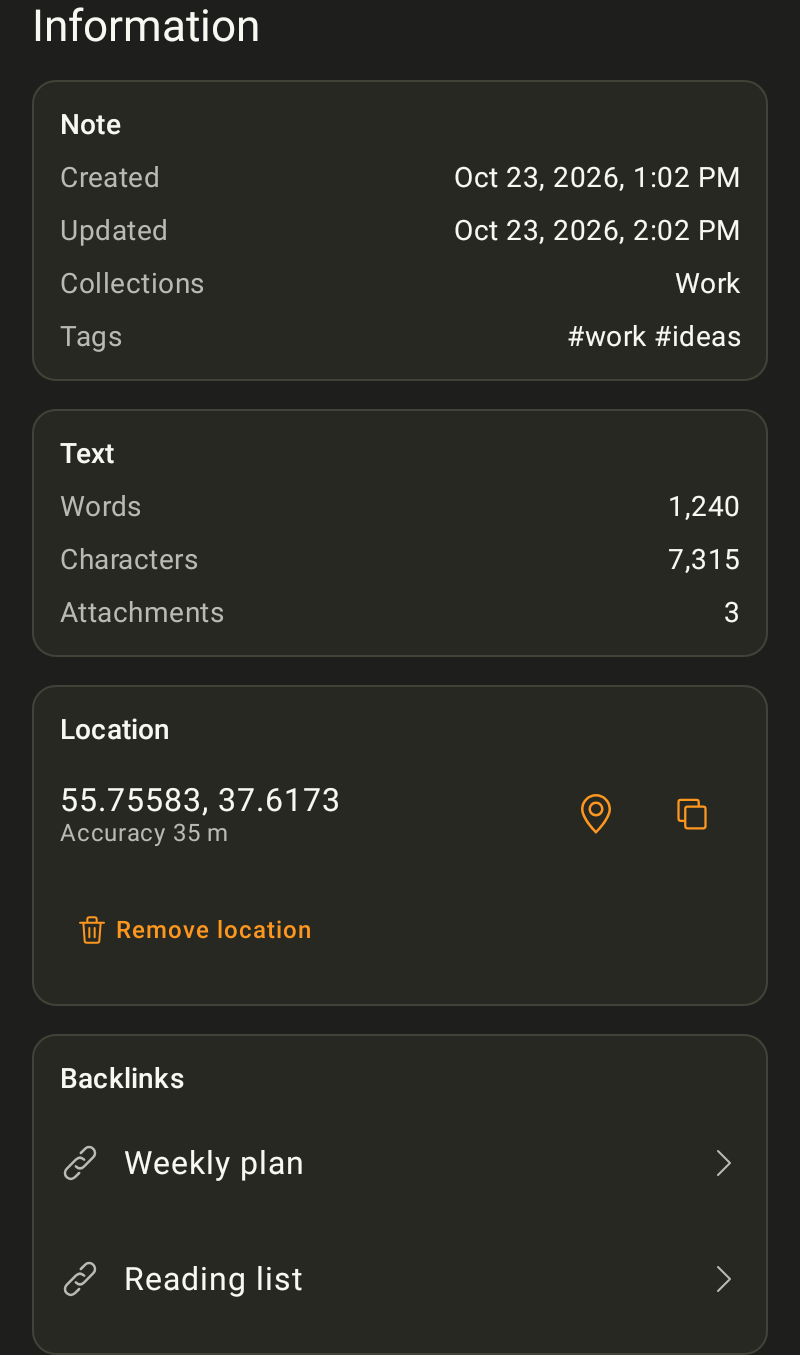 Information
Note
Created Oct 23, 2026, 1:02 PM
Updated Oct 23, 2026, 2:02 PM
Collections Work
Tags #work #ideas
Text
Words 1,240
Characters 7,315
Attachments 3
Location
55.75583, 37.6173
Accuracy 35 m
Remove location
Backlinks
Weekly plan
Reading list